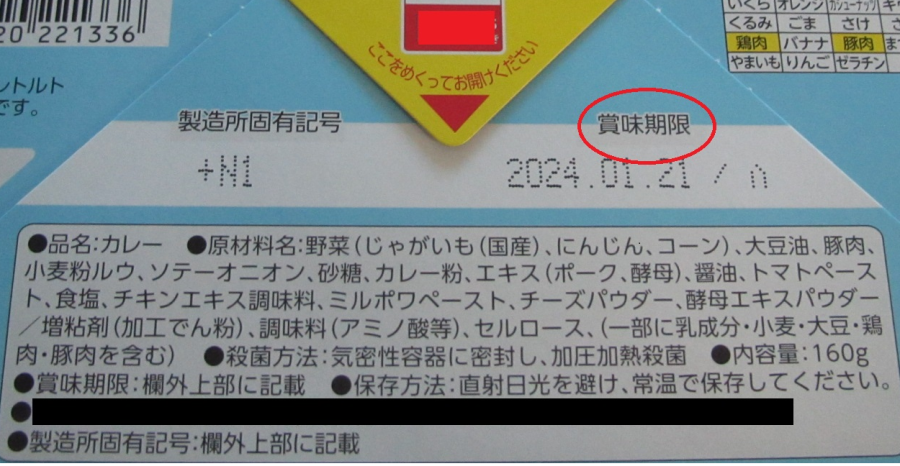 20 221336
いくら オレンジ カシューナッツ キウ
くるみ ごま さけ さ
鶏肉 バナナ 豚肉 ま
やまいも りんご ゼラチン
レトルト
です。
ここをめくってお開けください
製造所固有記号
賞味期限
+N1
2024.01.21 / n
●品名:カレー ●原材料名:野菜(じゃがいも(国産)、にんじん、コーン)、大豆油、豚肉、
小麦粉ルウ、ソテーオニオン、砂糖、カレー粉、エキス(ポーク、酵母)、醤油、トマトペース
ト、食塩、チキンエキス調味料、ミルポワペースト、チーズパウダー、酵母エキスパウダー
/増粘剤(加工でん粉)、調味料(アミノ酸等)、セルロース、(一部に乳成分・小麦・大豆・鶏
肉・豚肉を含む) ●殺菌方法:気密性容器に密封し、加圧加熱殺菌 ●内容量:160g
●賞味期限:欄外上部に記載 ●保存方法:直射日光を避け、常温で保存してください。
●
●製造所固有記号:欄外上部に記載